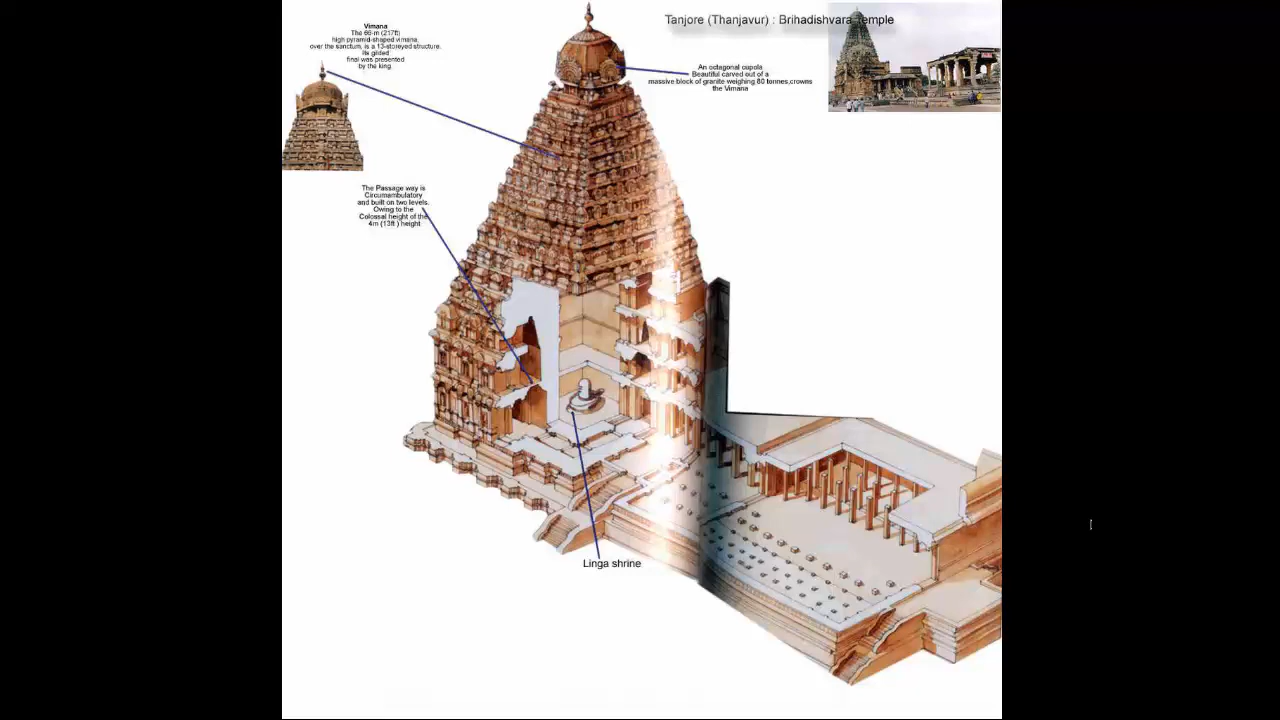 Tanjore (Thanjavur) : Brihadishvara Temple
Vimana
The 66-m (217ft)
high pyramid-shaped vimana,
over the sanctum, is a 13-storeyed structure.
Its gilded
finial was presented
by the king.
An octagonal cupola
Beautiful carved out of a
massive block of granite weighing 80 tonnes,crowns
the Vimana
The Passage way is
Circumambulatory
and built on two levels.
Owing to the
Colossal height of the
4m (13ft ) height
Linga shrine